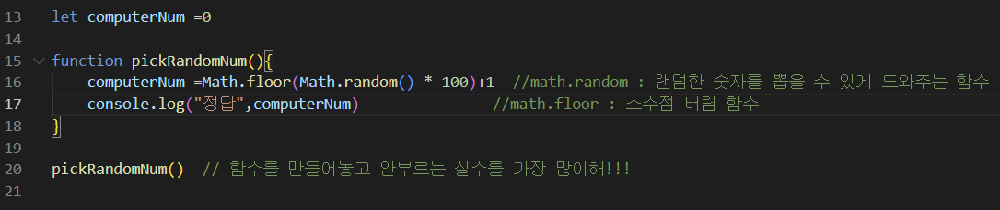 13 let computerNum =0
14
15 function pickRandomNum(){
16 computerNum =Math.floor(Math.random() * 100)+1 //math.random : 랜덤한 숫자를 뽑을 수 있게 도와주는 함수
17 console.log("정답",computerNum) //math.floor : 소수점 버림 함수
18 }
19
20 pickRandomNum() // 함수를 만들어놓고 안부르는 실수를 가장 많이해!!!
21